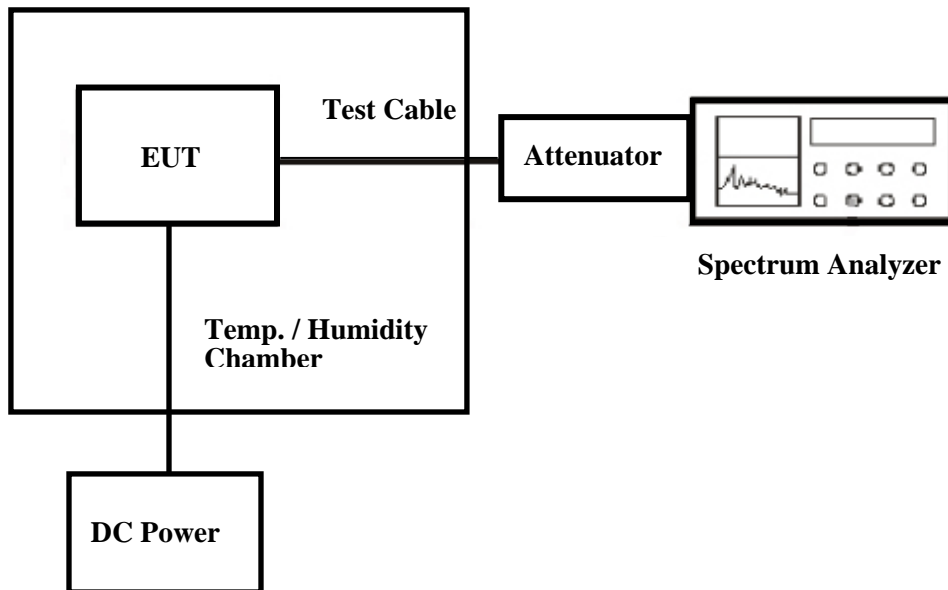 Test Cable
EUT
Attenuator
Spectrum Analyzer
Temp. / Humidity
Chamber
DC Power